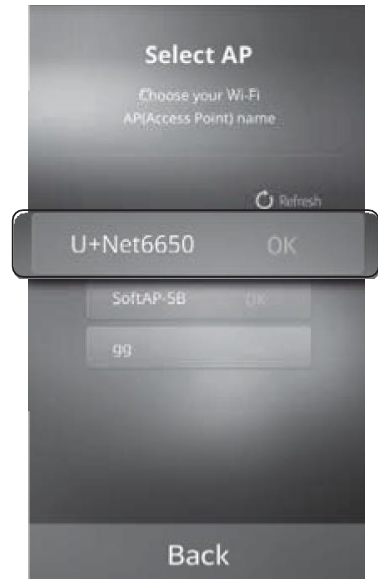 Select AP
Choose your Wi-Fi
AP(Access Point) name
Refresh
U+Net6650 OK
SoftAP-5B OK
gg
Back